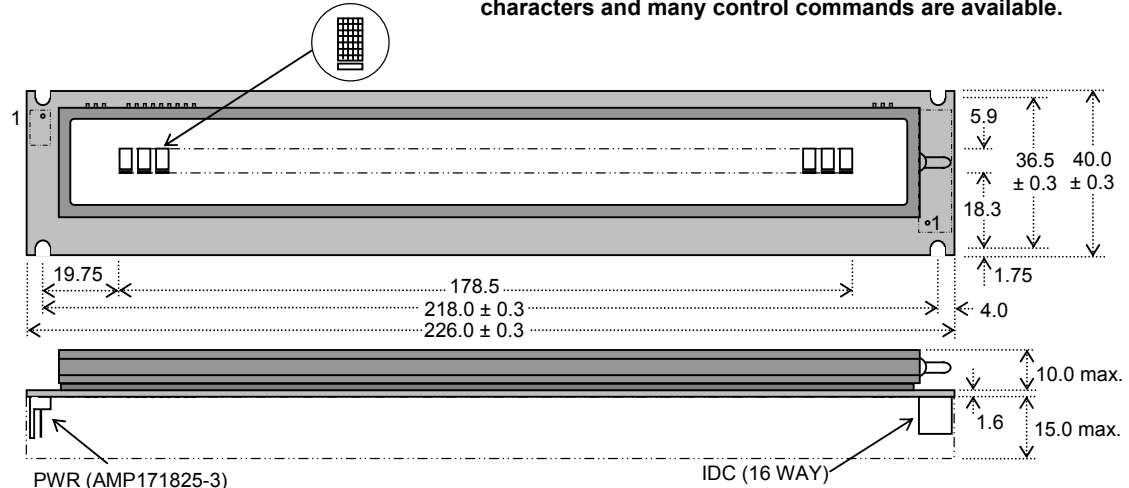 characters and many control commands are available.
1
5.9
36.5
± 0.3
40.0
± 0.3
18.3
1
19.75
178.5
1.75
218.0 ± 0.3
4.0
226.0 ± 0.3
10.0 max.
1.6
15.0 max.
PWR (AMP171825-3)
IDC (16 WAY)